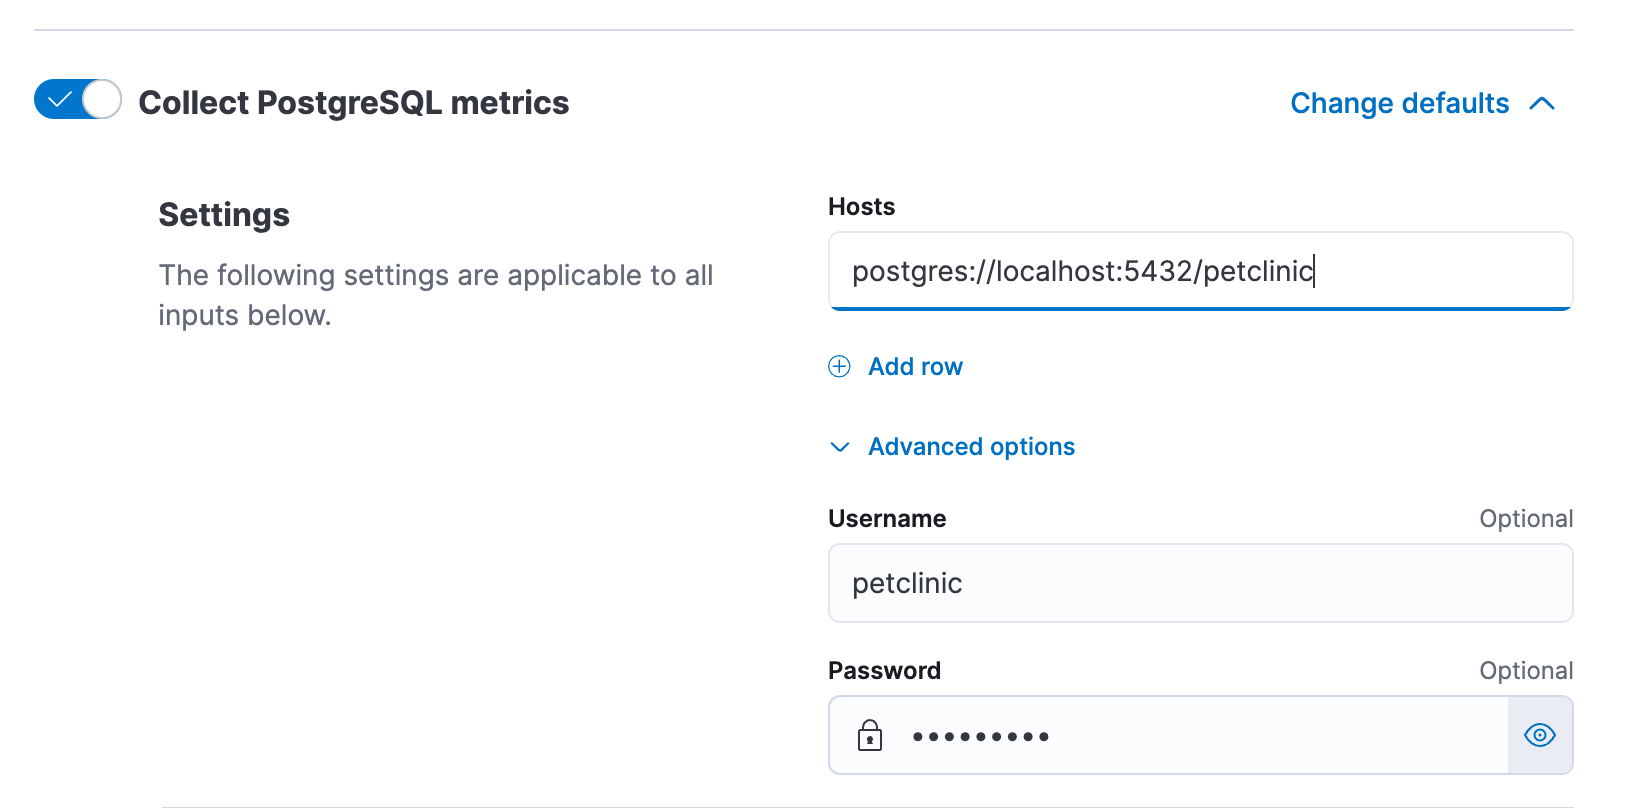 Collect PostgreSQL metrics
Change defaults
Settings
The following settings are applicable to all
inputs below.
Hosts
postgres://localhost:5432/petclinic
Add row
Advanced options
Username
Optional
petclinic
Password
Optional
•••••••••